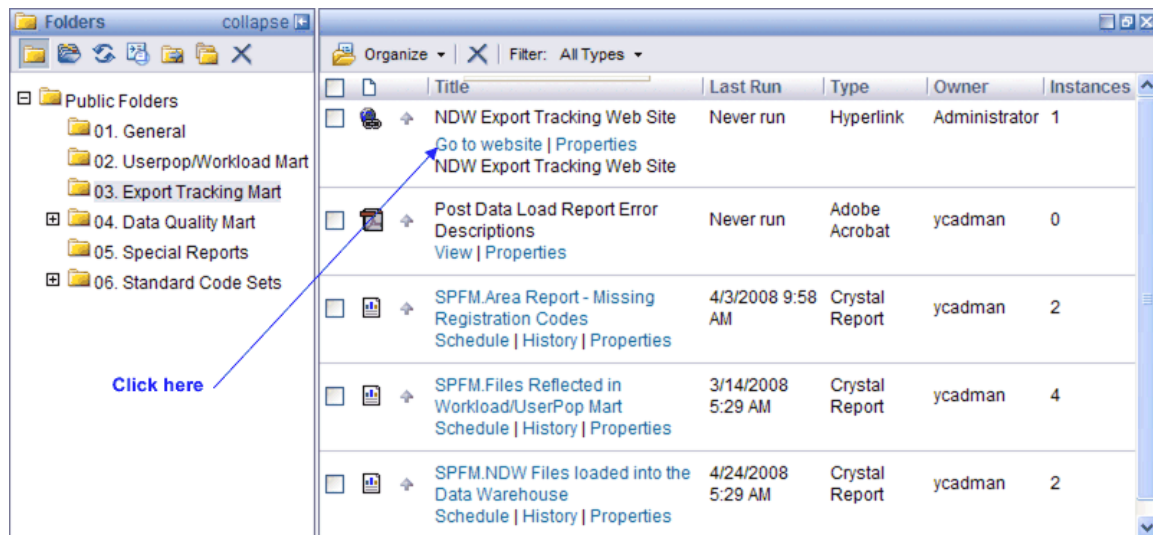 Folders collapse
Organize Filter: All Types
Title Last Run Type Owner Instances
Public Folders
01. General
02. Userpop/Workload Mart
03. Export Tracking Mart
04. Data Quality Mart
05. Special Reports
06. Standard Code Sets
Click here
NDW Export Tracking Web Site Never run Hyperlink Administrator 1
Go to website | Properties
NDW Export Tracking Web Site
Post Data Load Report Error
Descriptions
View | Properties
Never run
Adobe
Acrobat
ycadman
0
SPFM.Area Report - Missing
Registration Codes
Schedule | History | Properties
4/3/2008 9:58
AM
Crystal
Report
ycadman
2
SPFM.Files Reflected in
Workload/UserPop Mart
Schedule | History | Properties
3/14/2008
5:29 AM
Crystal
Report
ycadman
4
SPFM.NDW Files loaded into the
Data Warehouse
Schedule | History | Properties
4/24/2008
5:29 AM
Crystal
Report
ycadman
2